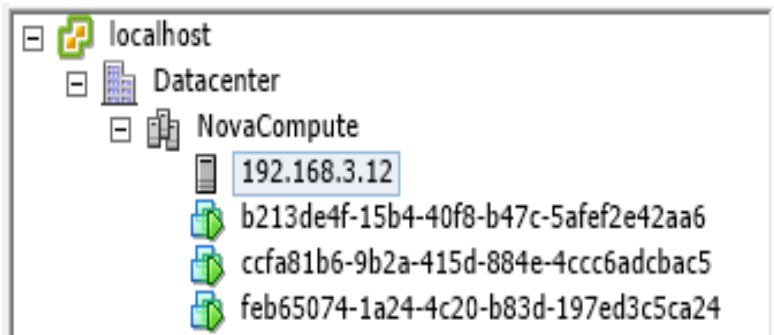 localhost
Datacenter
NovaCompute
192.168.3.12
b213de4f-15b4-40f8-b47c-5afef2e42aa6
ccfa81b6-9b2a-415d-884e-4ccc6adcbac5
feb65074-1a24-4c20-b83d-197ed3c5ca24